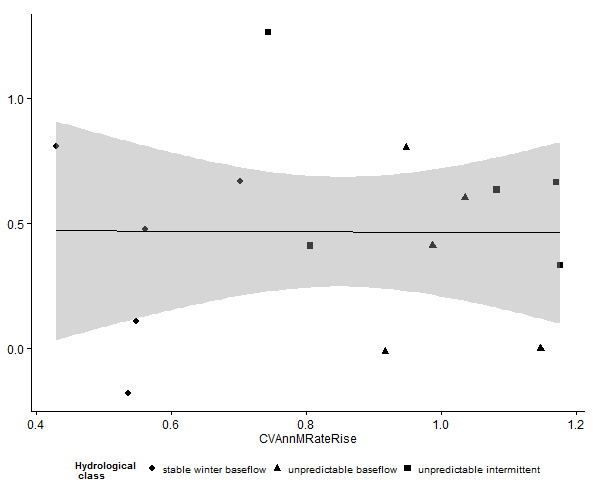 1.0
0.5
0.0
0.4 0.6 0.8 1.0 1.2
CVAnnMRateRise
Hydrological
class
stable winter baseflow unpredictable baseflow unpredictable intermittent